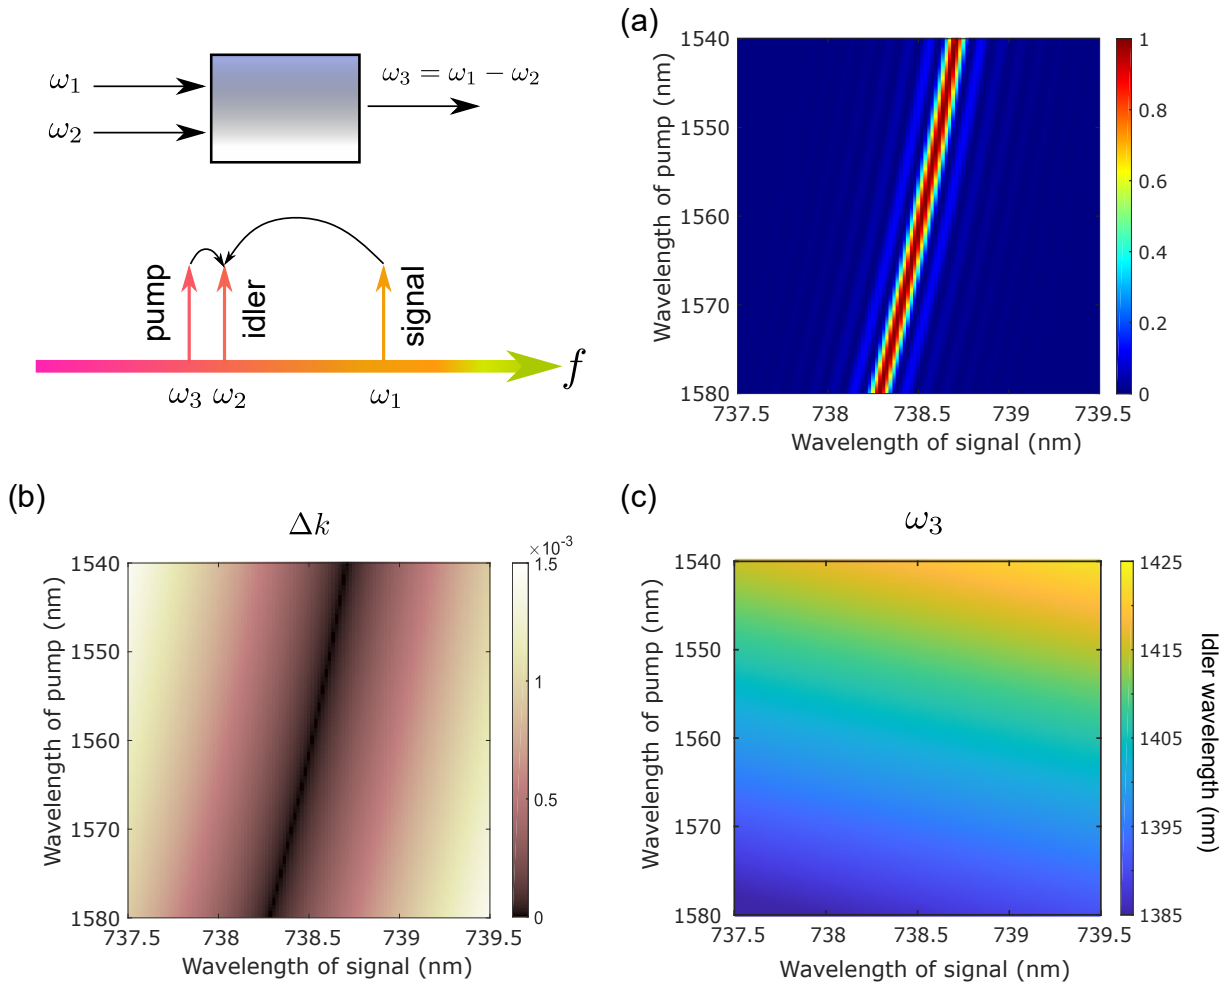 ω₁
ω₂
ω₃ = ω₁ − ω₂
pump
idler
signal
ω₃ ω₂ ω₁
f
(a)
Wavelength of pump (nm)
1540
1550
1560
1570
1580
737.5 738 738.5 739 739.5
Wavelength of signal (nm)
1
0.8
0.6
0.4
0.2
0
(b)
Δk
Wavelength of pump (nm)
1540
1550
1560
1570
1580
737.5 738 738.5 739 739.5
Wavelength of signal (nm)
×10⁻³
1.5
1
0.5
0
(c)
ω₃
Wavelength of pump (nm)
1540
1550
1560
1570
1580
737.5 738 738.5 739 739.5
Wavelength of signal (nm)
1425
1415
1405
1395
1385
Idler wavelength (nm)